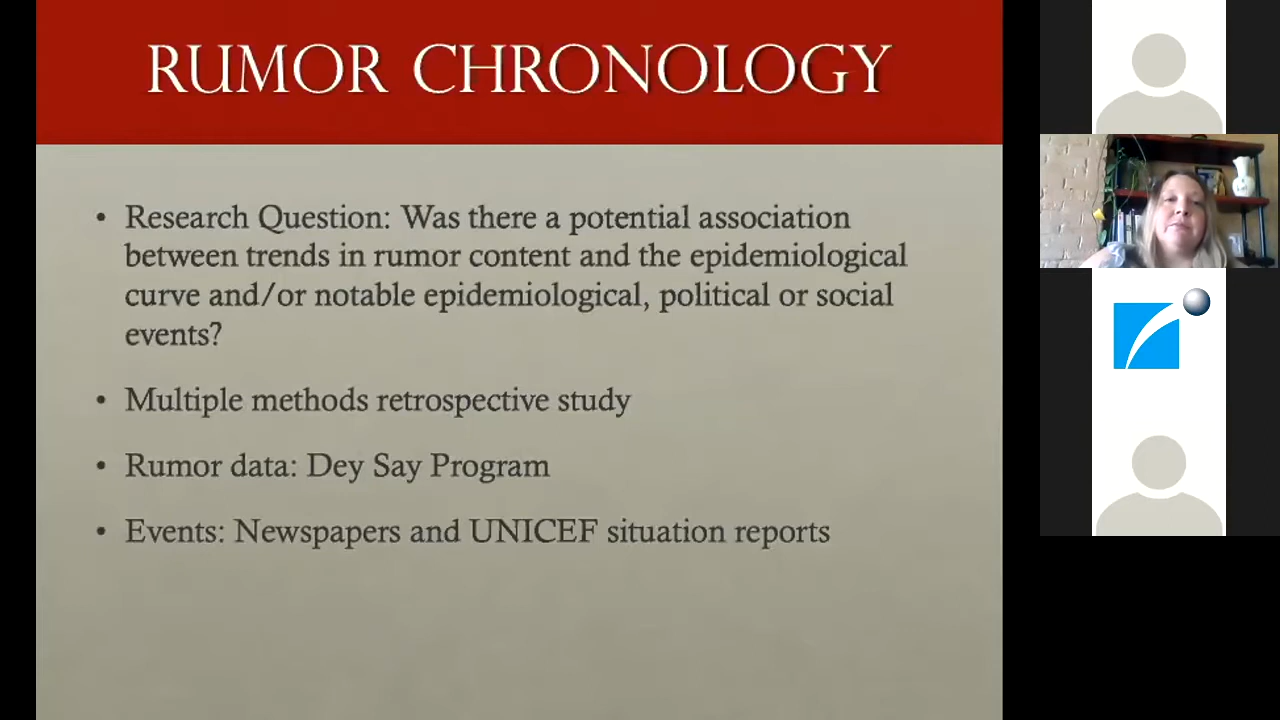 RUMOR CHRONOLOGY
• Research Question: Was there a potential association
between trends in rumor content and the epidemiological
curve and/or notable epidemiological, political or social
events?
• Multiple methods retrospective study
• Rumor data: Dey Say Program
• Events: Newspapers and UNICEF situation reports